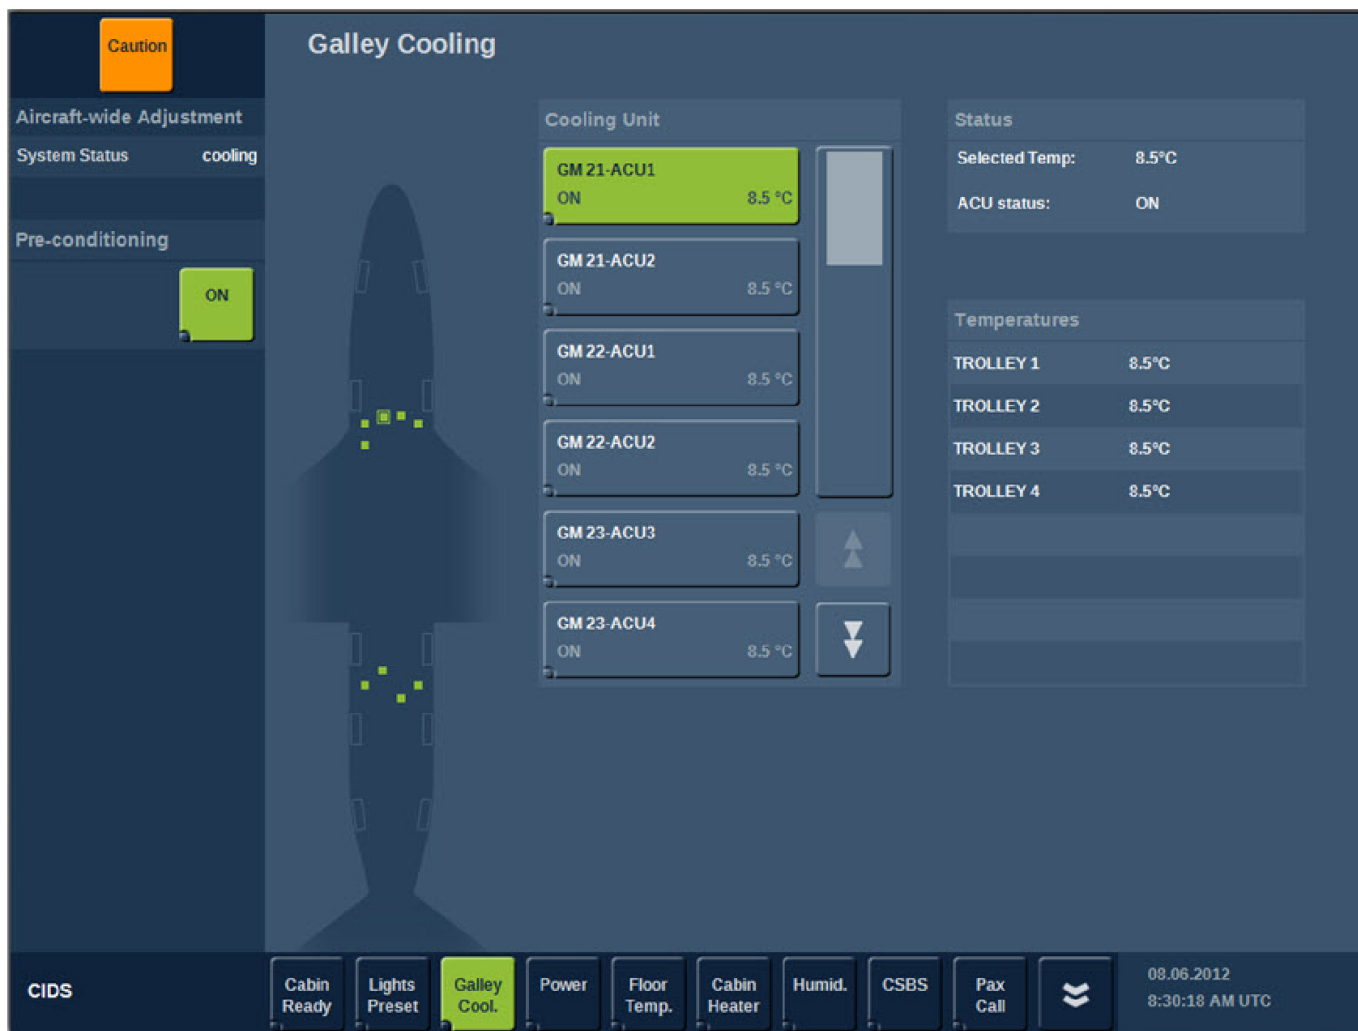 Caution
Galley Cooling
Aircraft-wide Adjustment
System Status cooling
Pre-conditioning
ON
Cooling Unit
GM 21-ACU1
ON 8.5 °C
GM 21-ACU2
ON 8.5 °C
GM 22-ACU1
ON 8.5 °C
GM 22-ACU2
ON 8.5 °C
GM 23-ACU3
ON 8.5 °C
GM 23-ACU4
ON 8.5 °C
Status
Selected Temp: 8.5°C
ACU status: ON
Temperatures
TROLLEY 1 8.5°C
TROLLEY 2 8.5°C
TROLLEY 3 8.5°C
TROLLEY 4 8.5°C
CIDS
Cabin
Ready
Lights
Preset
Galley
Cool.
Power
Floor
Temp.
Cabin
Heater
Humid.
CSBS
Pax
Call
08.06.2012
8:30:18 AM UTC